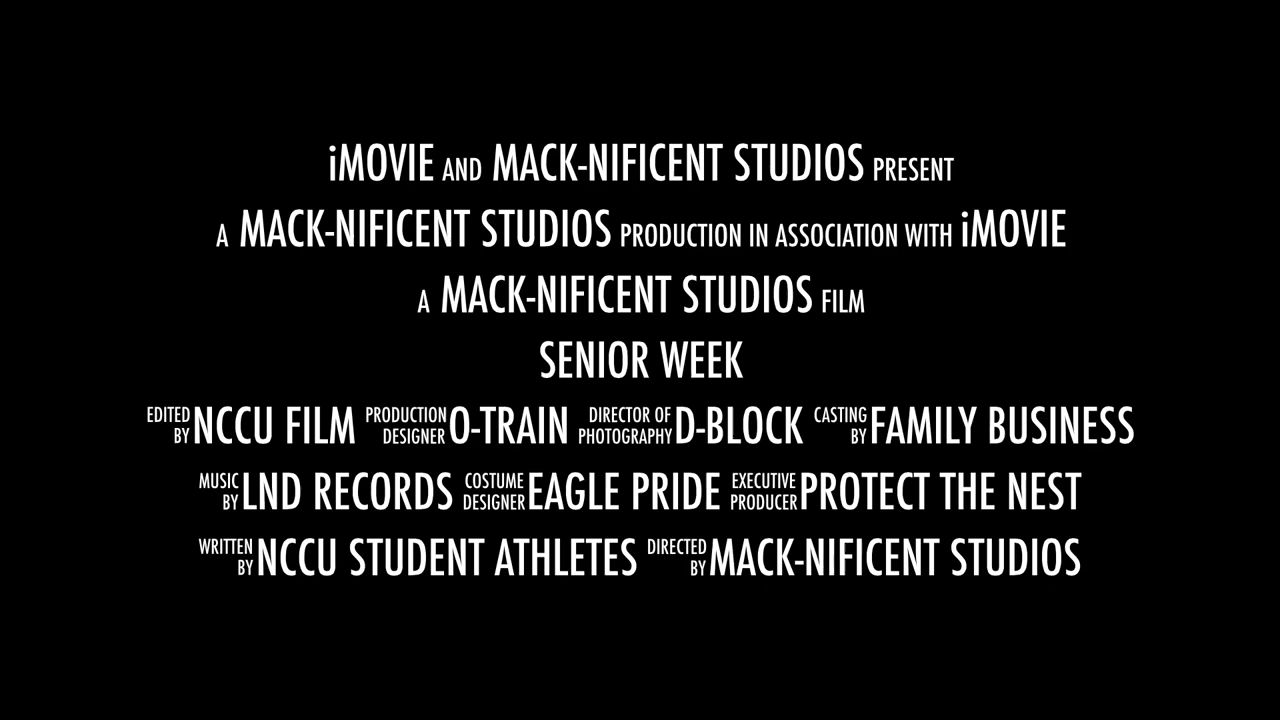 iMOVIE AND MACK-NIFICENT STUDIOS PRESENT
A MACK-NIFICENT STUDIOS PRODUCTION IN ASSOCIATION WITH iMOVIE
A MACK-NIFICENT STUDIOS FILM
SENIOR WEEK
EDITED BY NCCU FILM PRODUCTION DESIGNER O-TRAIN DIRECTOR OF PHOTOGRAPHY D-BLOCK CASTING BY FAMILY BUSINESS
MUSIC BY LND RECORDS COSTUME DESIGNER EAGLE PRIDE EXECUTIVE PRODUCER PROTECT THE NEST
WRITTEN BY NCCU STUDENT ATHLETES DIRECTED BY MACK-NIFICENT STUDIOS